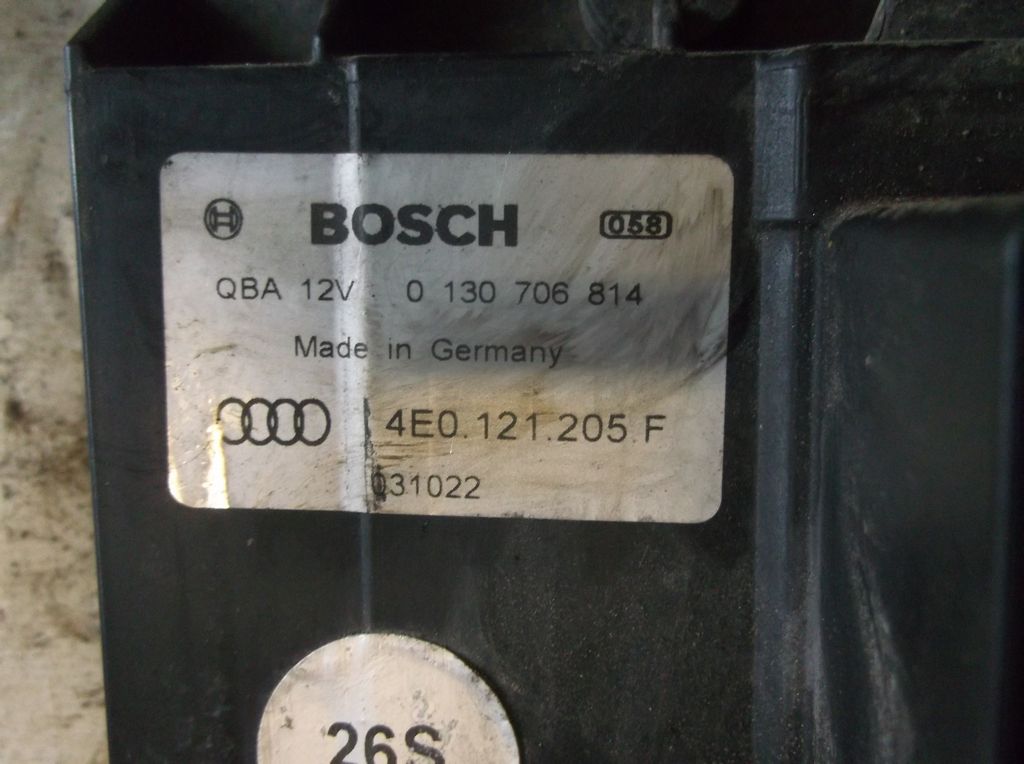 BOSCH 058
QBA 12V 0 130 706 814
Made in Germany
4E0.121.205.F
031022
26S